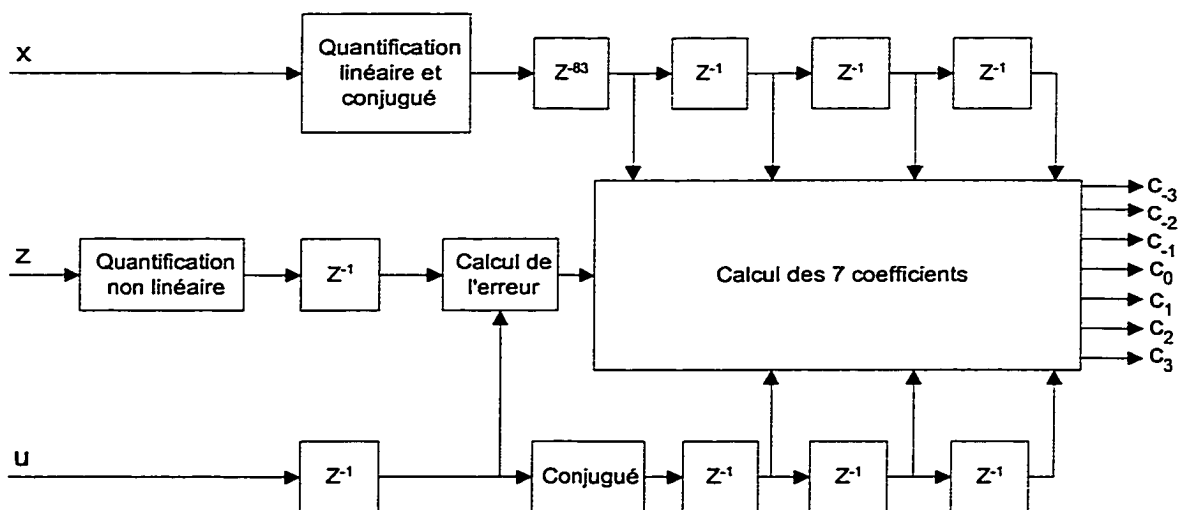 x
Quantification
linéaire et
conjugué
Z⁻⁸³
Z⁻¹
Z⁻¹
Z⁻¹
C₋₃
C₋₂
C₋₁
C₀
C₁
C₂
C₃
z
Quantification
non linéaire
Z⁻¹
Calcul de
l'erreur
Calcul des 7 coefficients
u
Z⁻¹
Conjugué
Z⁻¹
Z⁻¹
Z⁻¹